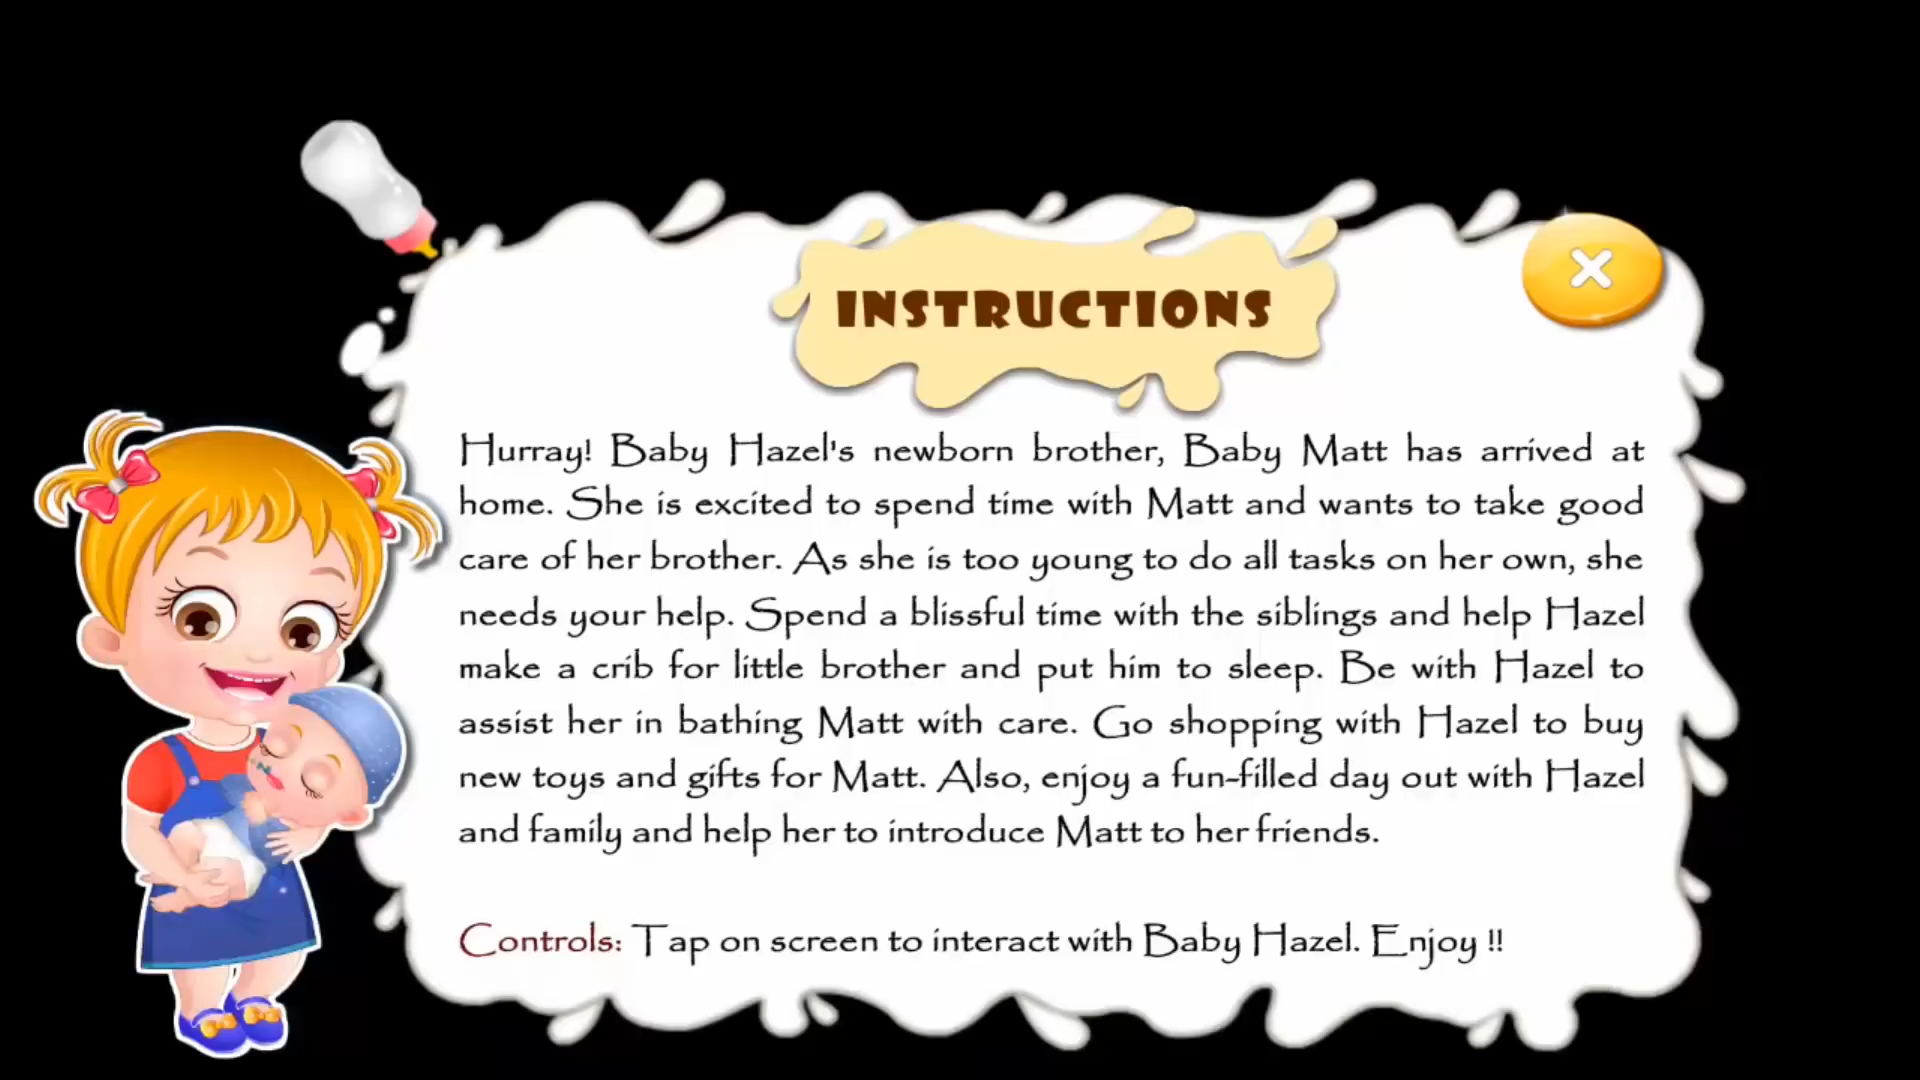 INSTRUCTIONS
Hurray! Baby Hazel's newborn brother, Baby Matt has arrived at
home. She is excited to spend time with Matt and wants to take good
care of her brother. As she is too young to do all tasks on her own, she
needs your help. Spend a blissful time with the siblings and help Hazel
make a crib for little brother and put him to sleep. Be with Hazel to
assist her in bathing Matt with care. Go shopping with Hazel to buy
new toys and gifts for Matt. Also, enjoy a fun-filled day out with Hazel
and family and help her to introduce Matt to her friends.
Controls: Tap on screen to interact with Baby Hazel. Enjoy !!